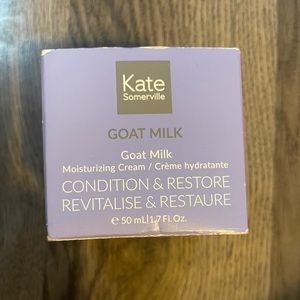 Kate
Somerville
GOAT MILK
Goat Milk
Moisturizing Cream / Crème hydratante
CONDITION & RESTORE
REVITALISE & RESTAURE
℮ 50 mL|1.7 Fl. Oz.